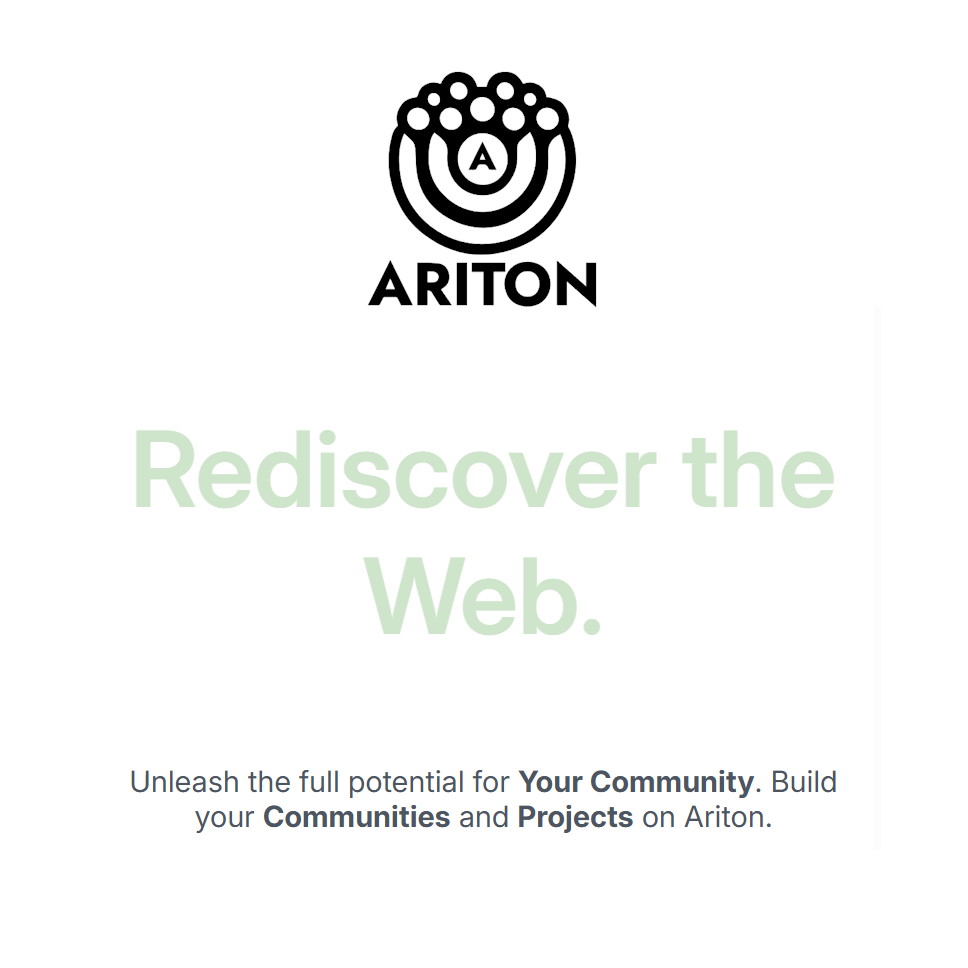 A
ARITON
Rediscover the
Web.
Unleash the full potential for Your Community. Build
your Communities and Projects on Ariton.